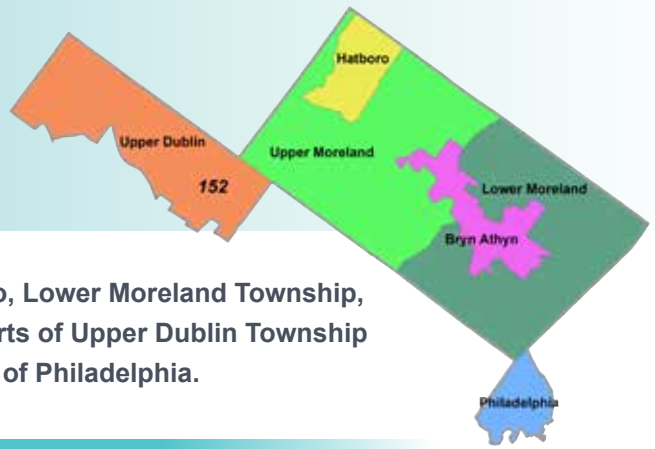 Hatboro
Upper Dublin
Upper Moreland
152
Lower Moreland
Bryn Athyn
o, Lower Moreland Township,
rts of Upper Dublin Township
of Philadelphia.
Philadelphia